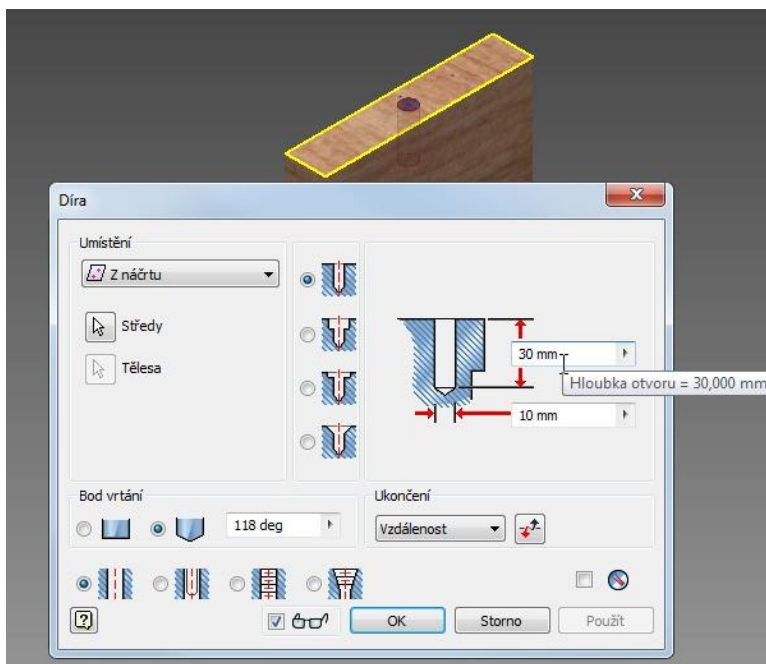 Díra
Umístění
Z náčrtu
Středy
Tělesa
30 mm
Hloubka otvoru = 30,000 mm
10 mm
Bod vrtání
118 deg
Ukončení
Vzdálenost
OK
Storno
Použít